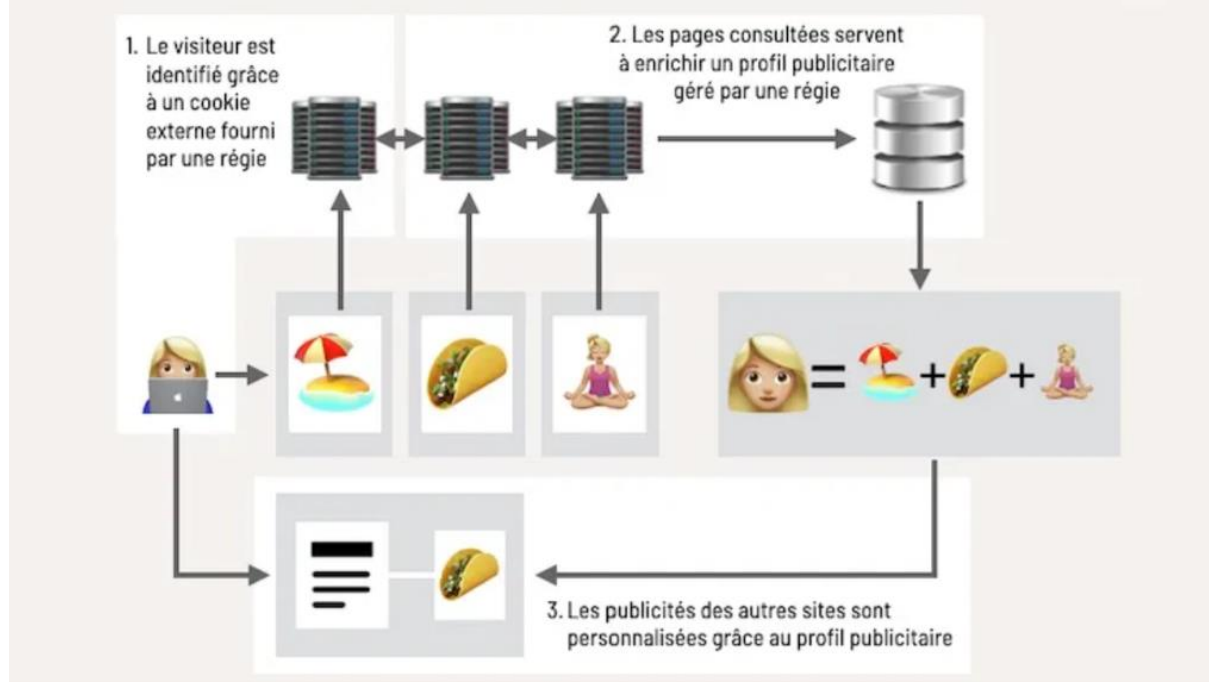 1. Le visiteur est
identifié grâce
à un cookie
externe fourni
par une régie
2. Les pages consultées servent
à enrichir un profil publicitaire
géré par une régie
= + +
3. Les publicités des autres sites sont
personnalisées grâce au profil publicitaire